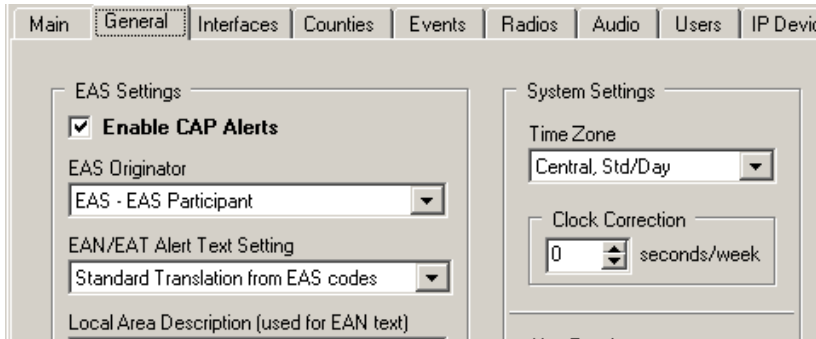 Main General Interfaces Counties Events Radios Audio Users
EAS Settings
Enable CAP Alerts
EAS Originator
EAS - EAS Participant
EAN/EAT Alert Text Setting
Standard Translation from EAS codes
Local Area Description (used for EAN text)
System Settings
Time Zone
Central, Std/Day
Clock Correction
0 seconds/week